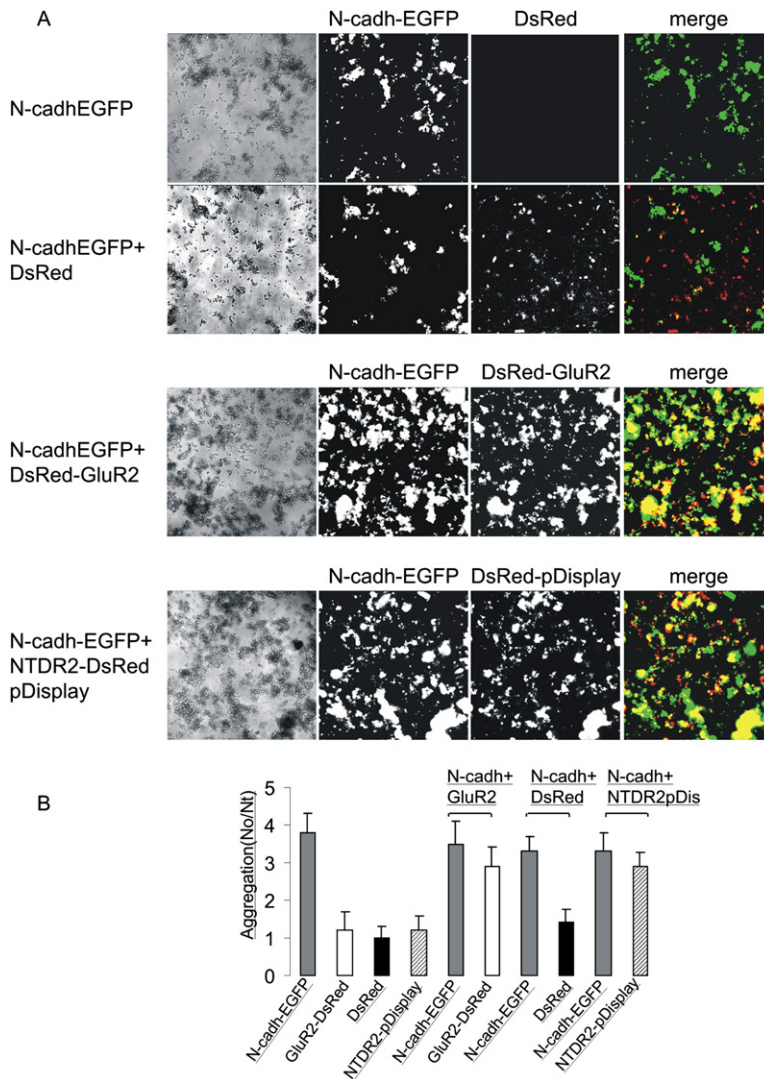 A
N-cadh-EGFP DsRed merge
N-cadhEGFP
N-cadhEGFP+
DsRed
N-cadh-EGFP DsRed-GluR2 merge
N-cadhEGFP+
DsRed-GluR2
N-cadh-EGFP DsRed-pDisplay merge
N-cadh-EGFP+
NTDR2-DsRed
pDisplay
B
N-cadh+ N-cadh+ N-cadh+
GluR2 DsRed NTDR2pDis
Aggregation(No/Nt)
5
4
3
2
1
0
N-cadh-EGFP
GluR2-DsRed
DsRed
NTDR2-pDisplay
N-cadh-EGFP
GluR2-DsRed
N-cadh-EGFP
DsRed
N-cadh-EGFP
NTDR2-pDisplay